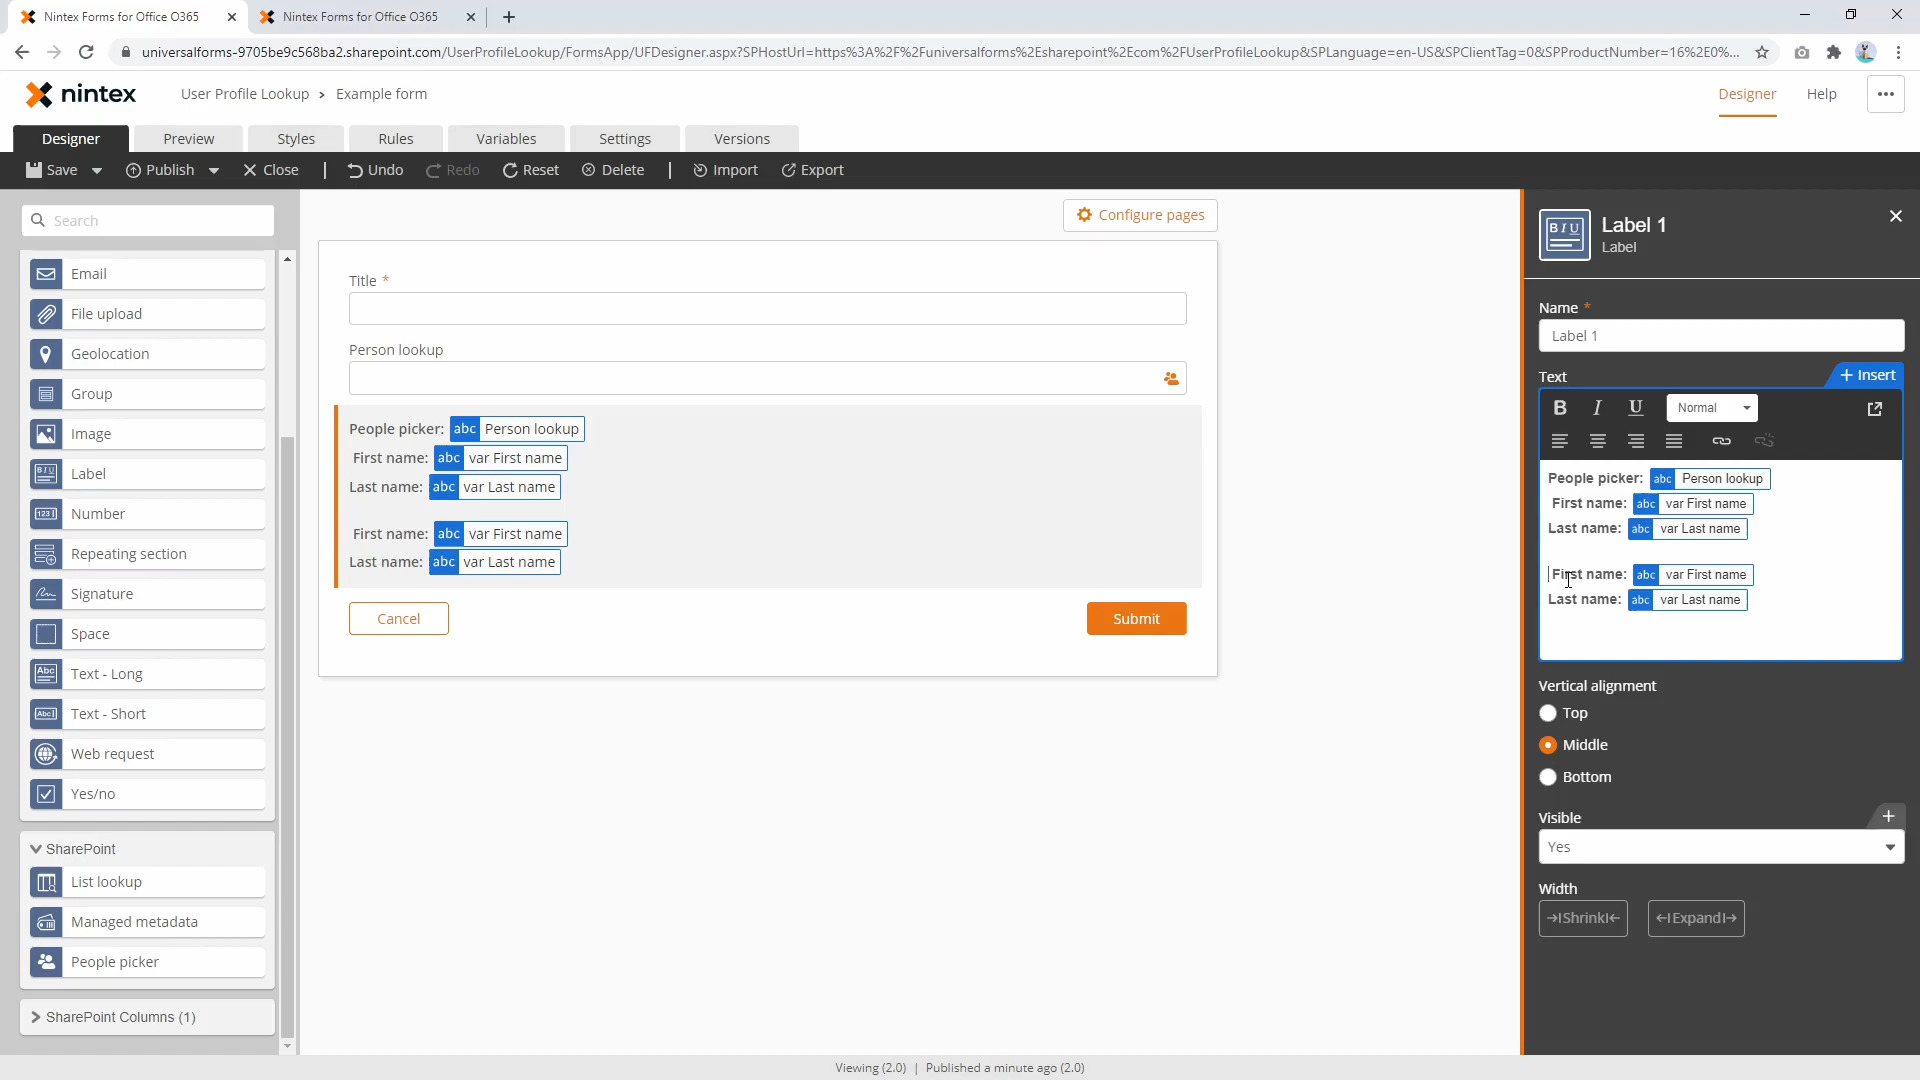 Nintex Forms for Office O365
Nintex Forms for Office O365
universalforms-9705be9c568ba2.sharepoint.com/UserProfileLookup/FormsApp/UFDesigner.aspx?SPHostUrl=https%3A%2F%2Funiversalforms%2Esharepoint%2Ecom%2FUserProfileLookup&SPLanguage=en-US&SPClientTag=0&SPProductNumber=16%2E0%...
nintex
User Profile Lookup > Example form
Designer
Help
Designer
Preview
Styles
Rules
Variables
Settings
Versions
Save
Publish
Close
Undo
Redo
Reset
Delete
Import
Export
Search
Email
File upload
Geolocation
Group
Image
Label
Number
Repeating section
Signature
Space
Text - Long
Text - Short
Web request
Yes/no
SharePoint
List lookup
Managed metadata
People picker
SharePoint Columns (1)
Configure pages
Title *
Person lookup
People picker: abc Person lookup
First name: abc var First name
Last name: abc var Last name
First name: abc var First name
Last name: abc var Last name
Cancel
Submit
BIU
Label 1
Label
Name *
Label 1
Text
+ Insert
B I U Normal
People picker: abc Person lookup
First name: abc var First name
Last name: abc var Last name
First name: abc var First name
Last name: abc var Last name
Vertical alignment
Top
Middle
Bottom
Visible
Yes
Width
Shrink
Expand
Viewing (2.0) | Published a minute ago (2.0)